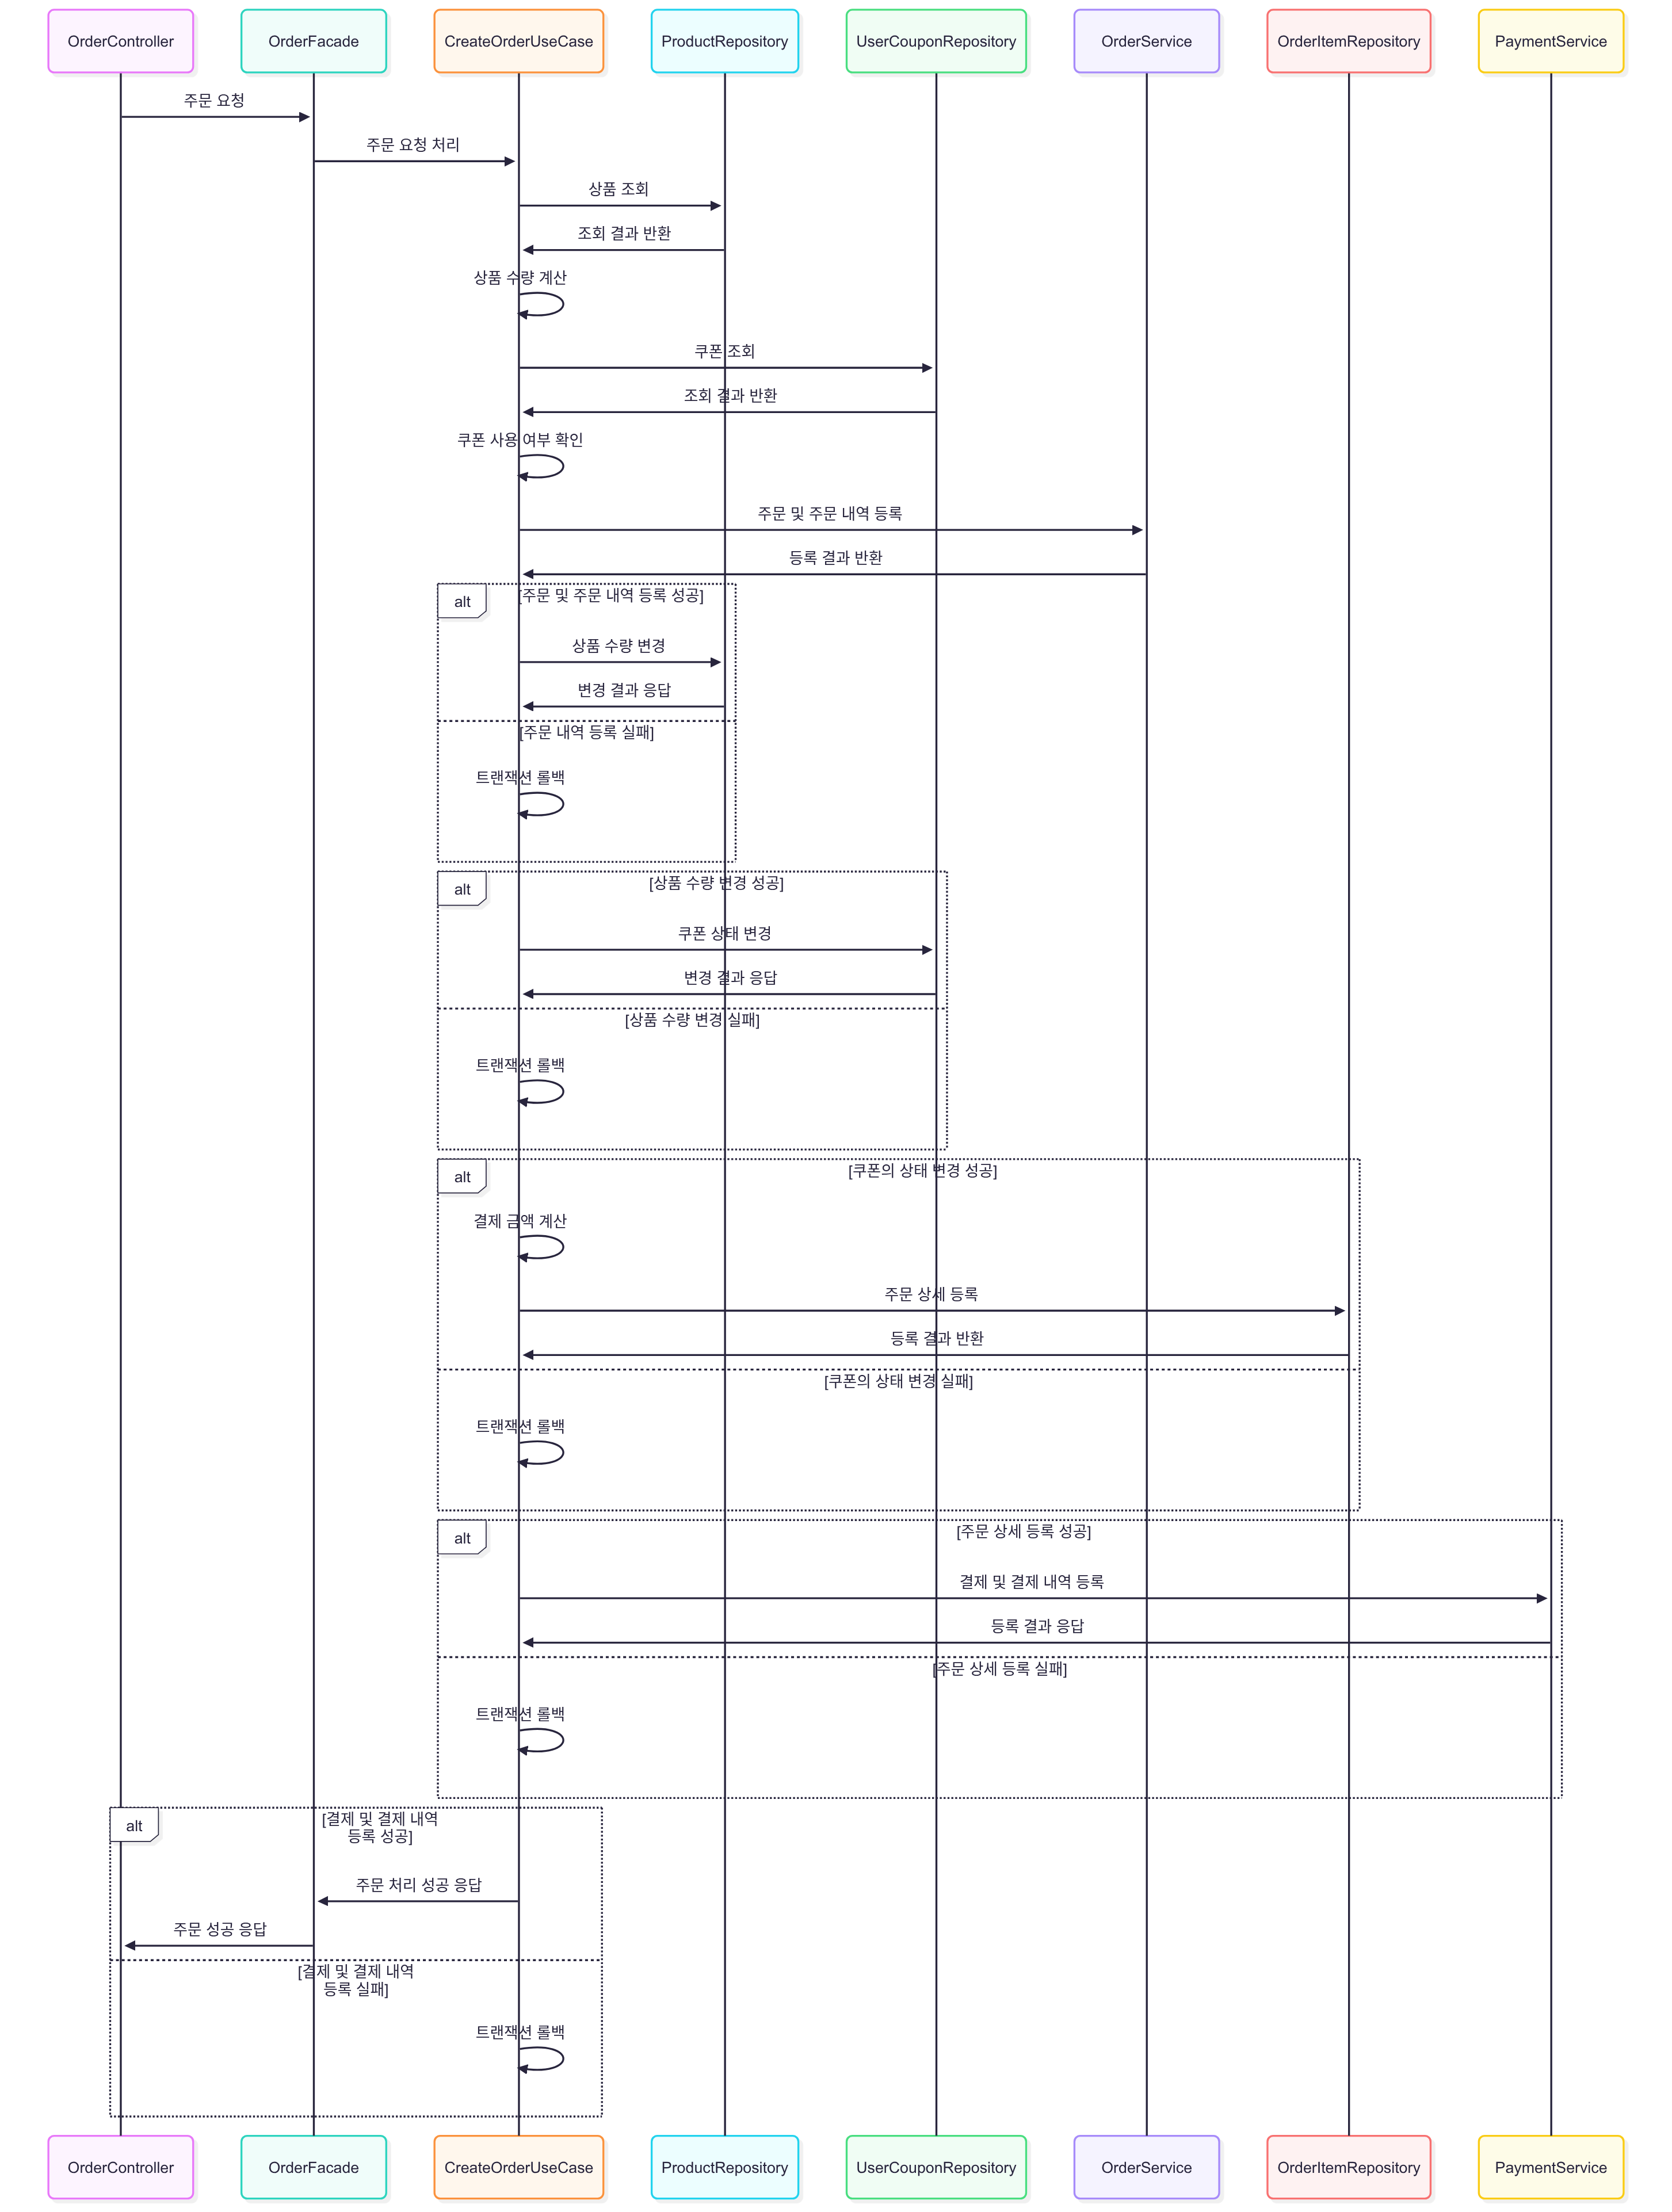 OrderController
OrderFacade
CreateOrderUseCase
ProductRepository
UserCouponRepository
OrderService
OrderItemRepository
PaymentService
주문 요청
주문 요청 처리
상품 조회
조회 결과 반환
상품 수량 계산
쿠폰 조회
조회 결과 반환
쿠폰 사용 여부 확인
주문 및 주문 내역 등록
등록 결과 반환
alt
[주문 및 주문 내역 등록 성공]
상품 수량 변경
변경 결과 응답
[주문 내역 등록 실패]
트랜잭션 롤백
alt
[상품 수량 변경 성공]
쿠폰 상태 변경
변경 결과 응답
[상품 수량 변경 실패]
트랜잭션 롤백
alt
[쿠폰의 상태 변경 성공]
결제 금액 계산
주문 상세 등록
등록 결과 반환
[쿠폰의 상태 변경 실패]
트랜잭션 롤백
alt
[주문 상세 등록 성공]
결제 및 결제 내역 등록
등록 결과 응답
[주문 상세 등록 실패]
트랜잭션 롤백
alt
[결제 및 결제 내역
등록 성공]
주문 처리 성공 응답
주문 성공 응답
[결제 및 결제 내역
등록 실패]
트랜잭션 롤백
OrderController
OrderFacade
CreateOrderUseCase
ProductRepository
UserCouponRepository
OrderService
OrderItemRepository
PaymentService